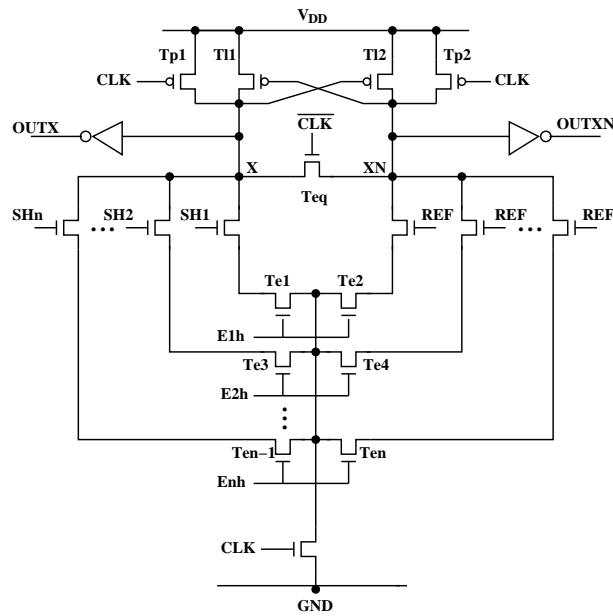 V_DD
Tp1 Tl1 Tl2 Tp2
CLK CLK
OUTX CLK OUTXN
X XN
Teq
SHn SH2 SH1 REF REF REF
Te1 Te2
E1h
Te3 Te4
E2h
Ten−1 Ten
Enh
CLK
GND